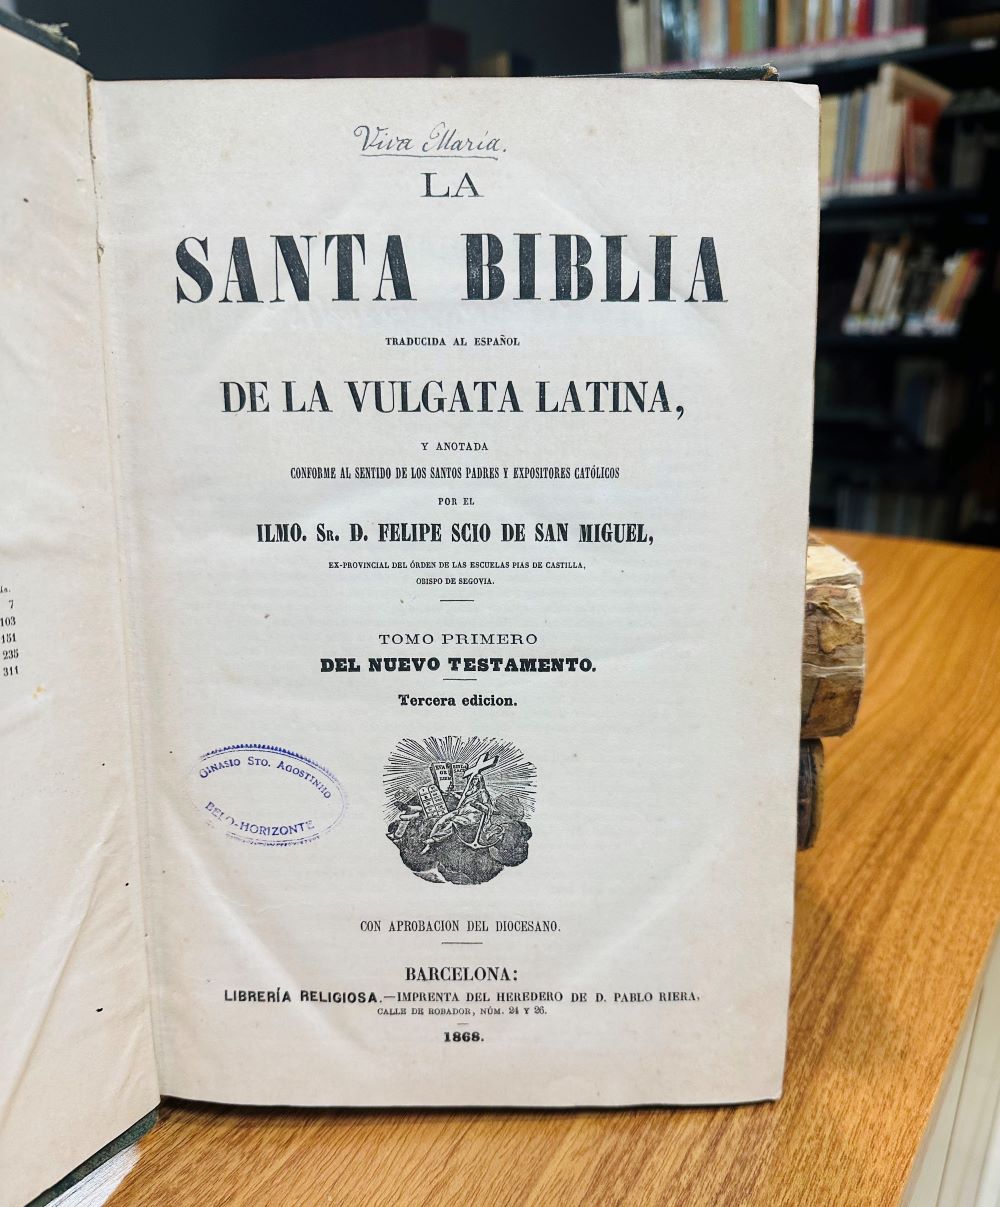 is.
7
103
151
235
311
Viva Maria.
LA
SANTA BIBLIA
TRADUCIDA AL ESPAÑOL
DE LA VULGATA LATINA,
Y ANOTADA
CONFORME AL SENTIDO DE LOS SANTOS PADRES Y EXPOSITORES CATÓLICOS
POR EL
ILMO. SR. D. FELIPE SCIO DE SAN MIGUEL,
EX-PROVINCIAL DEL ÓRDEN DE LAS ESCUELAS PIAS DE CASTILLA,
OBISPO DE SEGOVIA.
TOMO PRIMERO
DEL NUEVO TESTAMENTO.
Tercera edicion.
GINASIO STO. AGOSTINHO
BELO-HORIZONTE
CON APROBACION DEL DIOCESANO.
BARCELONA:
LIBRERÍA RELIGIOSA.—IMPRENTA DEL HEREDERO DE D. PABLO RIERA,
CALLE DE ROBADOR, NÚM. 24 Y 26.
1868.